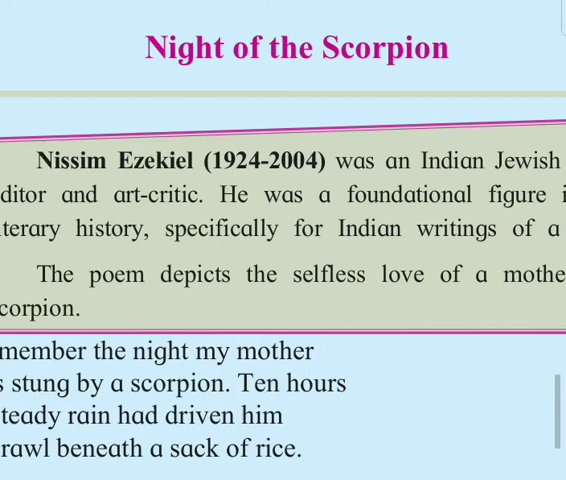 Night of the Scorpion
Nissim Ezekiel (1924-2004) was an Indian Jewish
ditor and art-critic. He was a foundational figure i
terary history, specifically for Indian writings of a
The poem depicts the selfless love of a mothe
corpion.
member the night my mother
s stung by a scorpion. Ten hours
teady rain had driven him
rawl beneath a sack of rice.